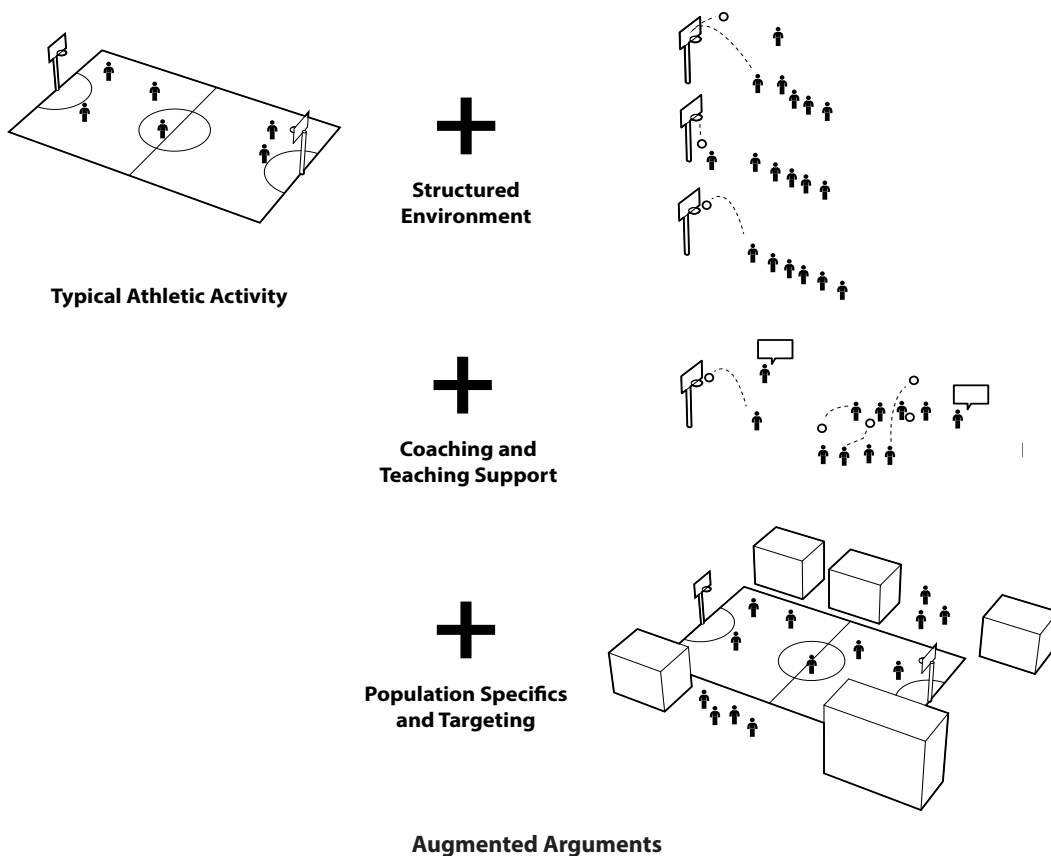 Structured
Environment
Typical Athletic Activity
Coaching and
Teaching Support
Population Specifics
and Targeting
Augmented Arguments